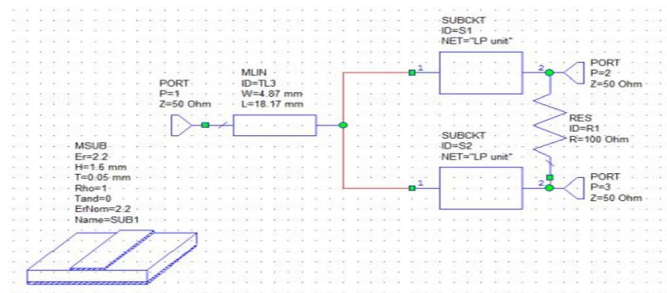 SUBCKT
ID=S1
NET="LP unit"
1
2
PORT
P=2
Z=50 Ohm
PORT
P=1
Z=50 Ohm
MLIN
ID=TL3
W=4.87 mm
L=18.17 mm
RES
ID=R1
R=100 Ohm
SUBCKT
ID=S2
NET="LP unit"
1
2
PORT
P=3
Z=50 Ohm
MSUB
Er=2.2
H=1.6 mm
T=0.05 mm
Rho=1
Tand=0
ErNom=2.2
Name=SUB1